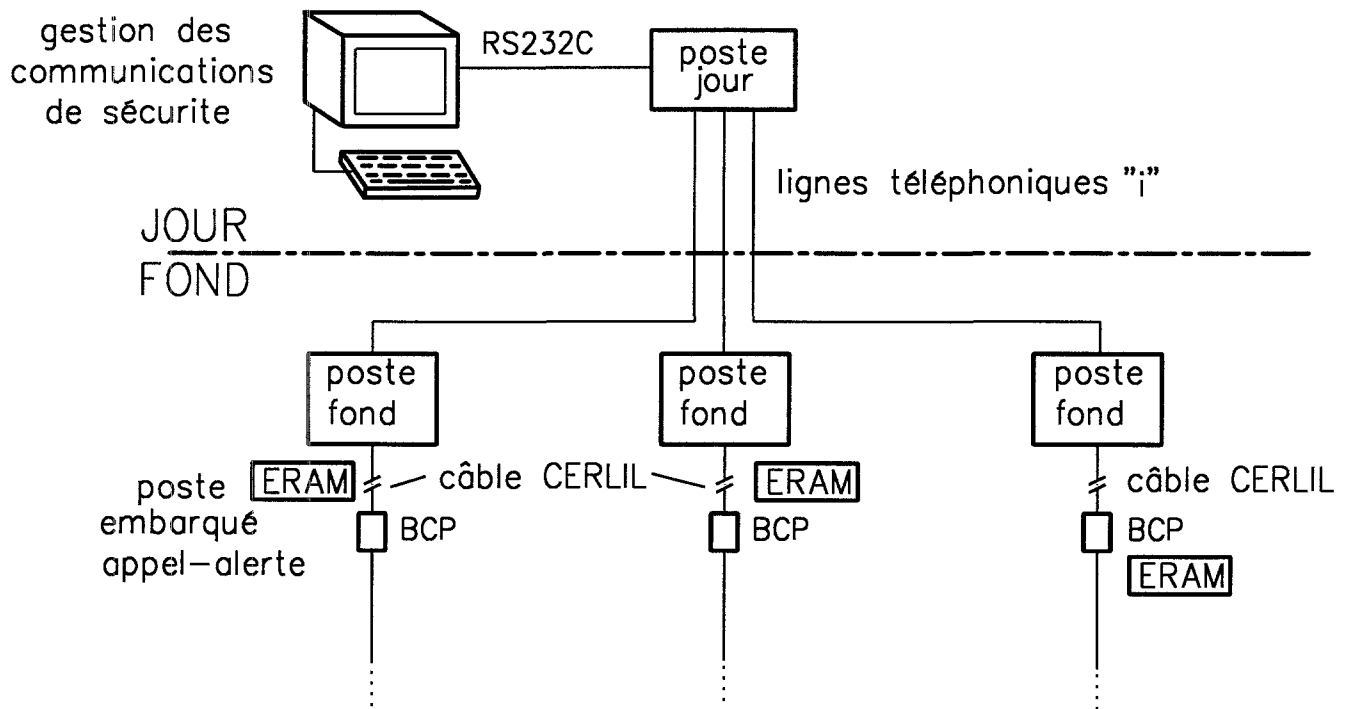 gestion des
communications
de sécurite
RS232C
poste
jour
lignes téléphoniques "i"
JOUR
FOND
poste
fond
poste
fond
poste
fond
ERAM
câble CERLIL
ERAM
câble CERLIL
poste
embarqué
appel-alerte
BCP
BCP
BCP
ERAM